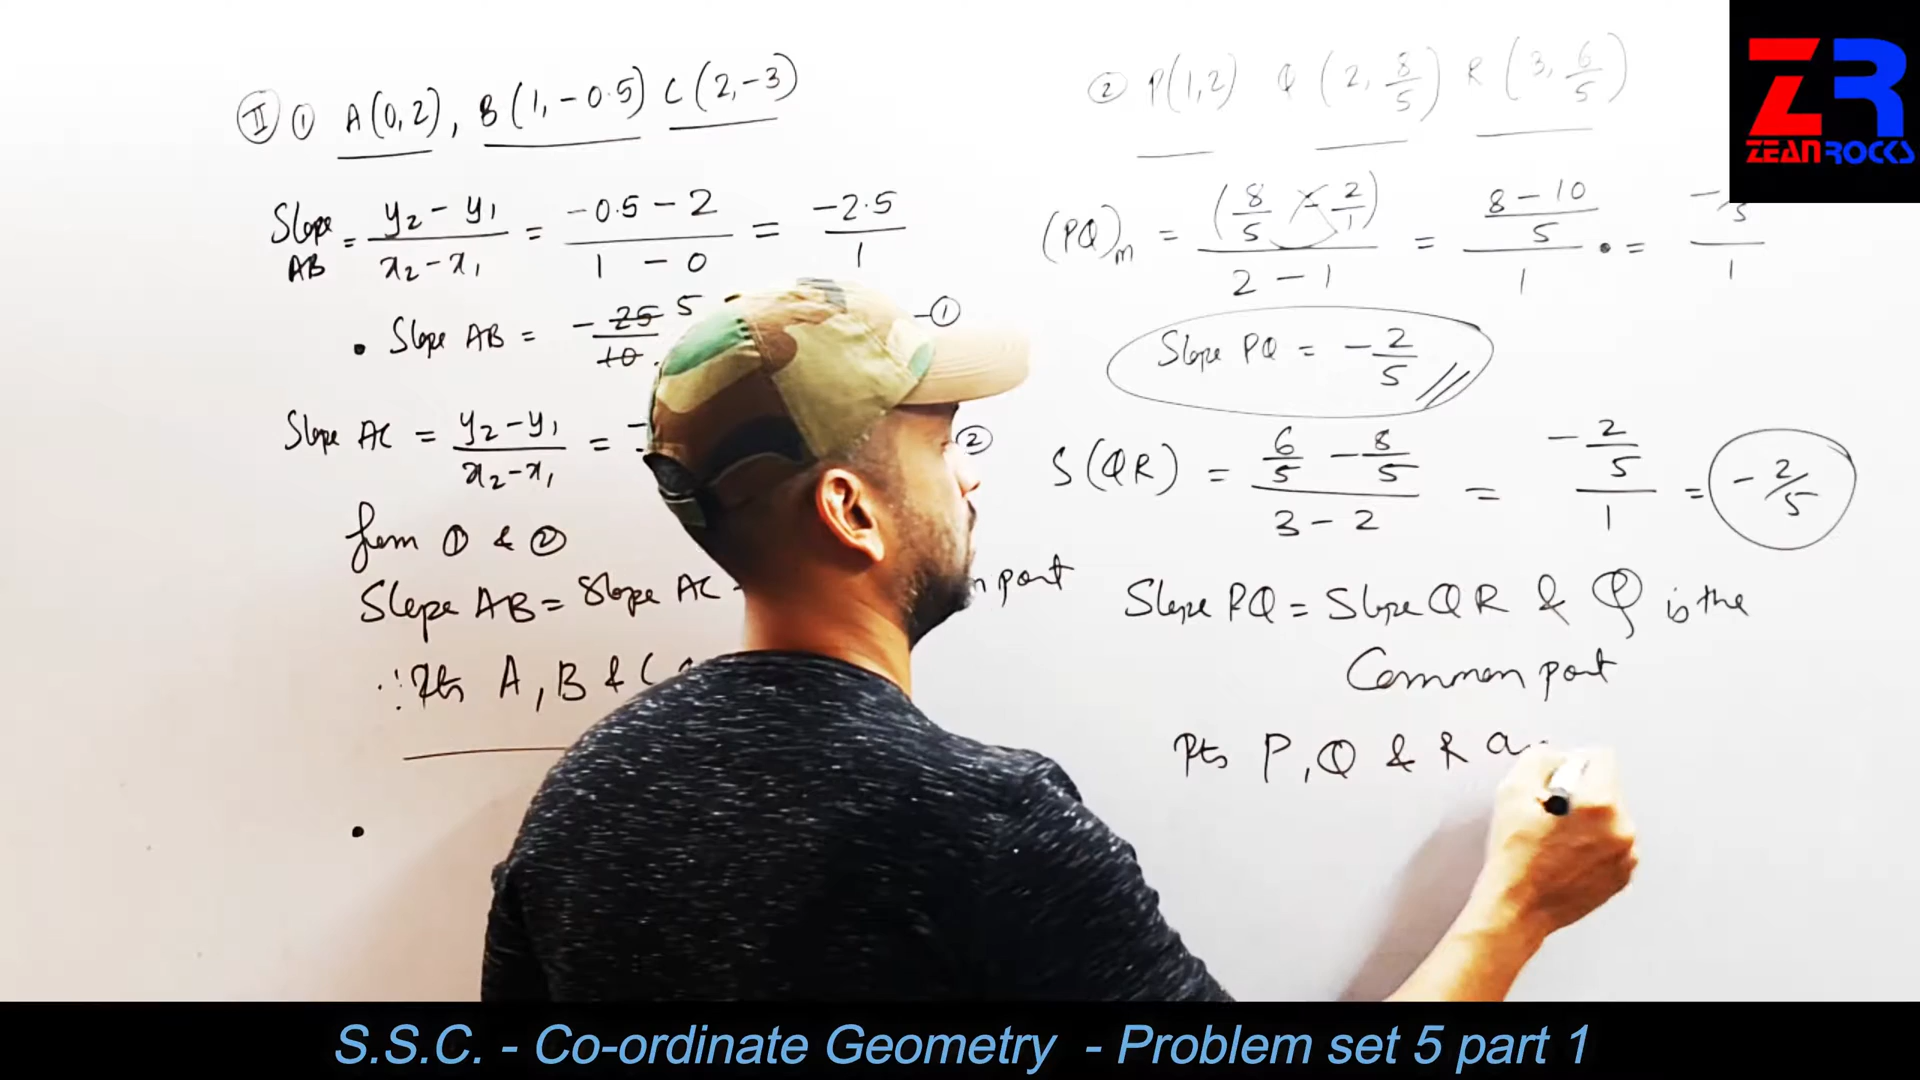 II ① A(0,2), B(1,-0.5) C(2,-3)
Slope AB = y₂ - y₁ / x₂ - x₁ = -0.5 - 2 / 1 - 0 = -2.5 / 1
• Slope AB = - 25 / 10 5 -①
Slope AC = y₂ - y₁ / x₂ - x₁ = - ②
from ① & ②
Slope AB = Slope AC
∴ Pts A, B & C
② P(1,2) Q(2, 8/5) R(3, 6/5)
(PQ)m = (8/5 - 2/1) / 2 - 1 = 8 - 10 / 5 / 1 = / 1
Slope PQ = - 2/5
S(QR) = 6/5 - 8/5 / 3 - 2 = - 2/5 / 1 = - 2/5
Slope PQ = Slope QR & Q is the
Common point
Pts P, Q & R a
ZR
ZEAN ROCKS
S.S.C. - Co-ordinate Geometry - Problem set 5 part 1